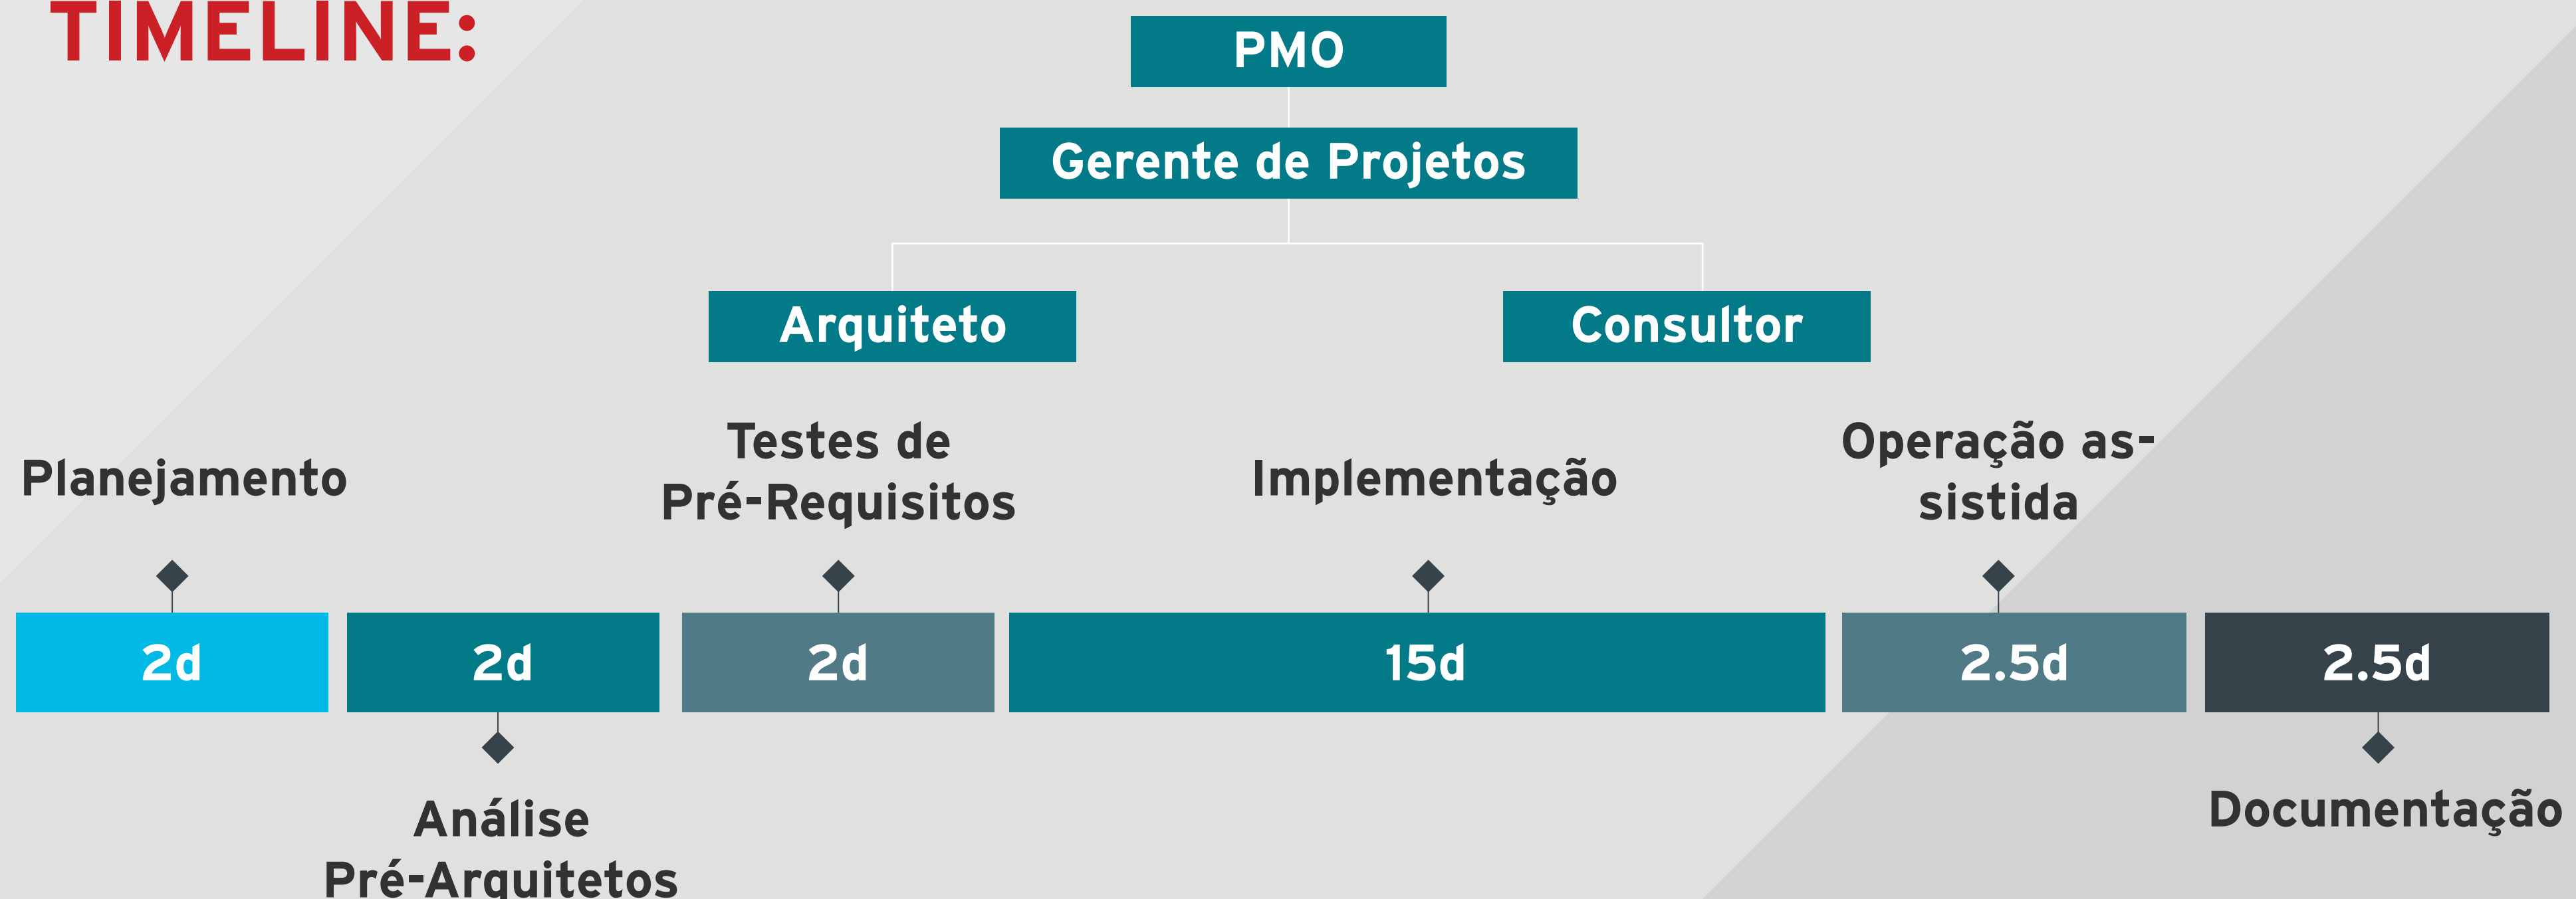 TIMELINE:
PMO
Gerente de Projetos
Arquiteto
Consultor
Planejamento
Testes de
Pré-Requisitos
Implementação
Operação as-
sistida
2d
2d
2d
15d
2.5d
2.5d
Análise
Pré-Arquitetos
Documentação